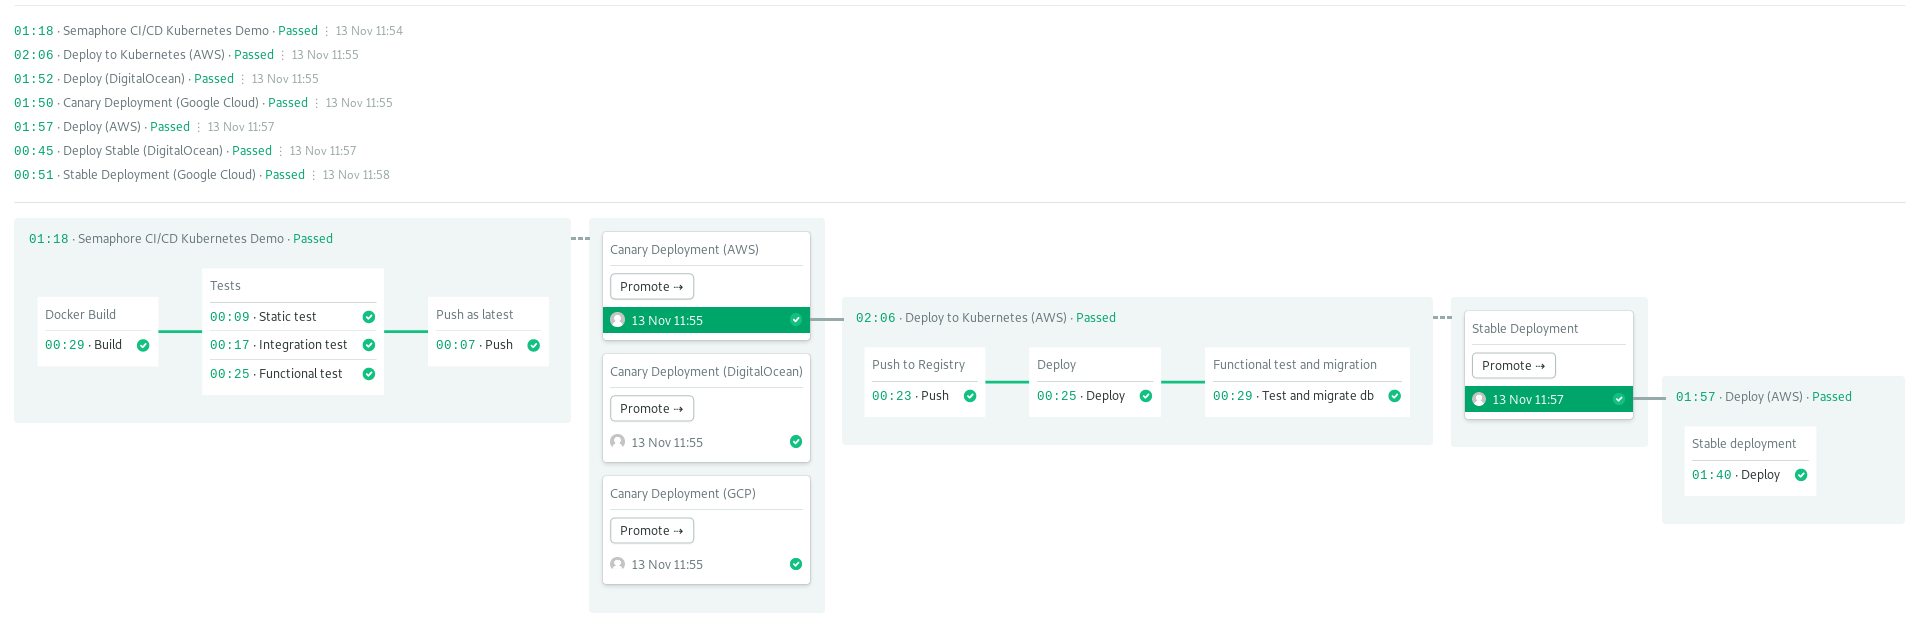 01:18 · Semaphore CI/CD Kubernetes Demo · Passed ⋮ 13 Nov 11:54
02:06 · Deploy to Kubernetes (AWS) · Passed ⋮ 13 Nov 11:55
01:52 · Deploy (DigitalOcean) · Passed ⋮ 13 Nov 11:55
01:50 · Canary Deployment (Google Cloud) · Passed ⋮ 13 Nov 11:55
01:57 · Deploy (AWS) · Passed ⋮ 13 Nov 11:57
00:45 · Deploy Stable (DigitalOcean) · Passed ⋮ 13 Nov 11:57
00:51 · Stable Deployment (Google Cloud) · Passed ⋮ 13 Nov 11:58
01:18 · Semaphore CI/CD Kubernetes Demo · Passed
Docker Build
00:29 · Build
Tests
00:09 · Static test
00:17 · Integration test
00:25 · Functional test
Push as latest
00:07 · Push
Canary Deployment (AWS)
Promote ⇢
13 Nov 11:55
Canary Deployment (DigitalOcean)
Promote ⇢
13 Nov 11:55
Canary Deployment (GCP)
Promote ⇢
13 Nov 11:55
02:06 · Deploy to Kubernetes (AWS) · Passed
Push to Registry
00:23 · Push
Deploy
00:25 · Deploy
Functional test and migration
00:29 · Test and migrate db
Stable Deployment
Promote ⇢
13 Nov 11:57
01:57 · Deploy (AWS) · Passed
Stable deployment
01:40 · Deploy